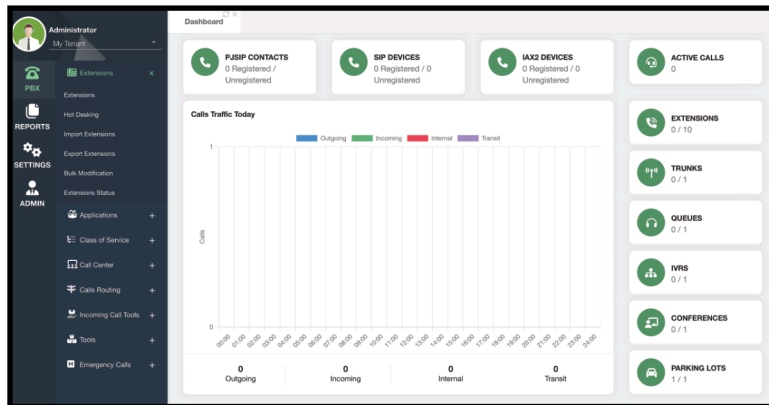 Administrator
My Tenant
PBX
REPORTS
SETTINGS
ADMIN
Extensions
Extensions
Hot Desking
Import Extensions
Export Extensions
Bulk Modification
Extensions Status
Applications +
Class of Service +
Call Center +
Calls Routing +
Incoming Call Tools +
Tools +
Emergency Calls +
Dashboard
PJSIP CONTACTS
0 Registered /
Unregistered
SIP DEVICES
0 Registered / 0
Unregistered
IAX2 DEVICES
0 Registered / 0
Unregistered
ACTIVE CALLS
0
Calls Traffic Today
Outgoing Incoming Internal Transit
1
Calls
0
00:00 01:00 02:00 03:00 04:00 05:00 06:00 07:00 08:00 09:00 10:00 11:00 12:00 13:00 14:00 15:00 16:00 17:00 18:00 19:00 20:00 21:00 22:00 23:00 24:00
0
Outgoing
0
Incoming
0
Internal
0
Transit
EXTENSIONS
0 / 10
TRUNKS
0 / 1
QUEUES
0 / 1
IVRS
0 / 1
CONFERENCES
0 / 1
PARKING LOTS
1 / 1